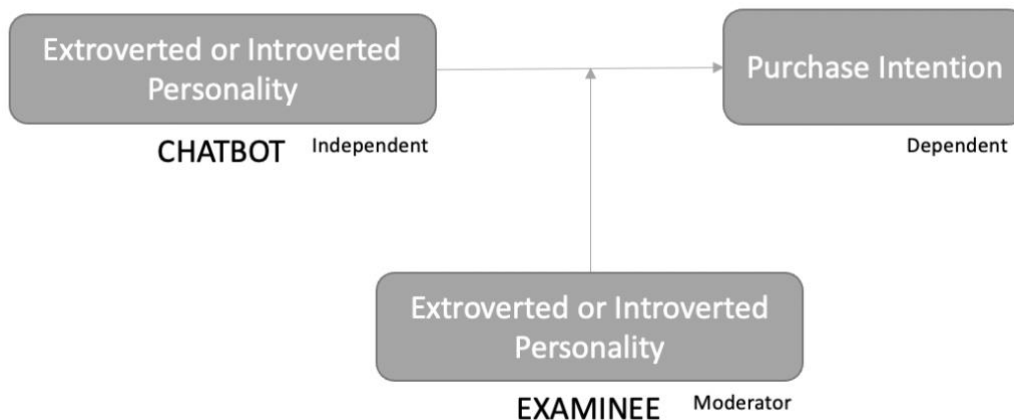 Extroverted or Introverted
Personality
Purchase Intention
CHATBOT Independent
Dependent
Extroverted or Introverted
Personality
EXAMINEE Moderator